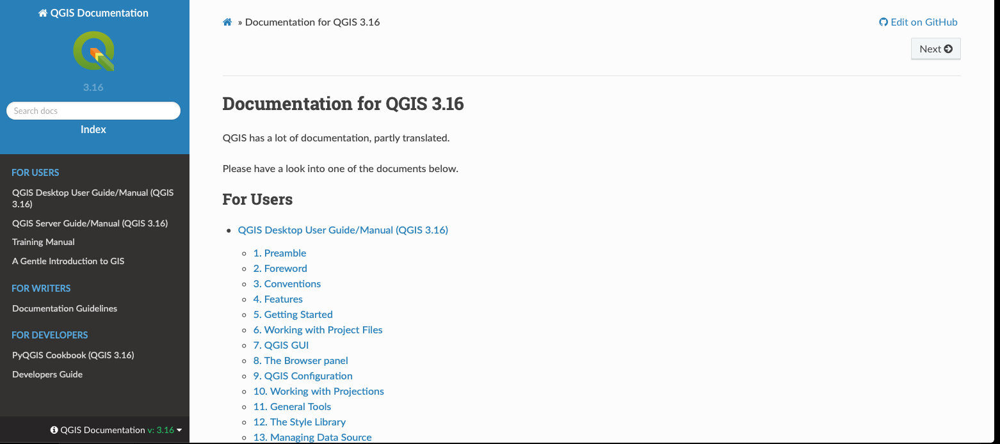 QGIS Documentation
3.16
Search docs
Index
FOR USERS
QGIS Desktop User Guide/Manual (QGIS
3.16)
QGIS Server Guide/Manual (QGIS 3.16)
Training Manual
A Gentle Introduction to GIS
FOR WRITERS
Documentation Guidelines
FOR DEVELOPERS
PyQGIS Cookbook (QGIS 3.16)
Developers Guide
QGIS Documentation v: 3.16
» Documentation for QGIS 3.16
Edit on GitHub
Next
Documentation for QGIS 3.16
QGIS has a lot of documentation, partly translated.
Please have a look into one of the documents below.
For Users
QGIS Desktop User Guide/Manual (QGIS 3.16)
1. Preamble
2. Foreword
3. Conventions
4. Features
5. Getting Started
6. Working with Project Files
7. QGIS GUI
8. The Browser panel
9. QGIS Configuration
10. Working with Projections
11. General Tools
12. The Style Library
13. Managing Data Source